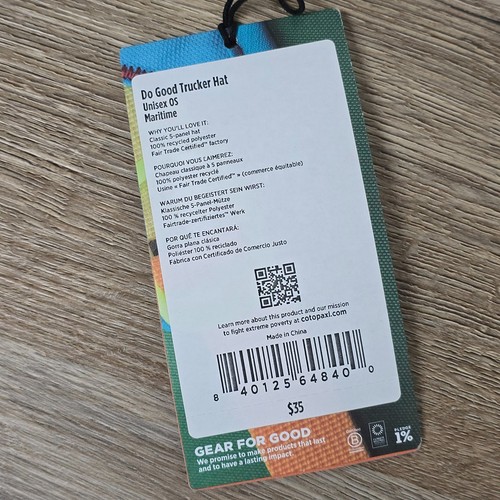 Do Good Trucker Hat
Unisex OS
Maritime
WHY YOU'LL LOVE IT:
Classic 5-panel hat
100% recycled polyester
Fair Trade Certified™ factory
POURQUOI VOUS L'AIMEREZ:
Chapeau classique à 5 panneaux
100% polyester recyclé
Usine « Fair Trade Certified™ » (commerce équitable)
WARUM DU BEGEISTERT SEIN WIRST:
Klassische 5-Panel-Mütze
100 % recycelter Polyester
Fairtrade-zertifiziertes™ Werk
POR QUÉ TE ENCANTARÁ:
Gorra plana clásica
Poliéster 100 % reciclado
Fábrica con Certificado de Comercio Justo
Learn more about this product and our mission
to fight extreme poverty at cotopaxi.com
Made in China
8 40125 64840 0
$35
GEAR FOR GOOD
We promise to make products that last
and to have a lasting impact.
B
PLEDGE
1%